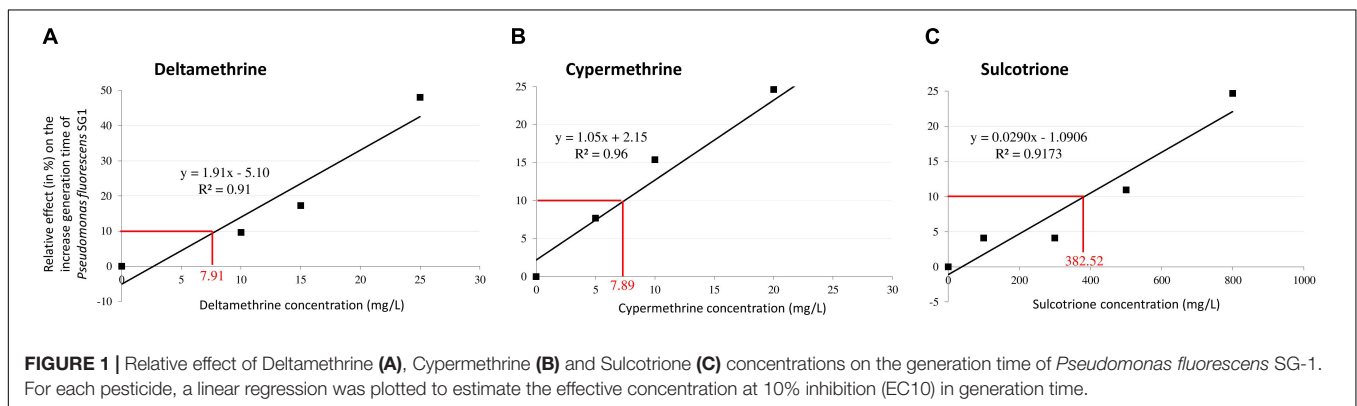 A
Deltamethrine
Relative effect (in %) on the
increase generation time of
Pseudomonas fluorescens SG1
50
40
30
20
10
0
-10
y = 1.91x - 5.10
R² = 0.91
7.91
5
10
15
20
25
30
Deltamethrine concentration (mg/L)
B
Cypermethrine
25
20
15
10
5
0
y = 1.05x + 2.15
R² = 0.96
7.89
0
5
10
15
20
25
Cypermethrine concentration (mg/L)
C
Sulcotrione
25
20
15
10
5
0
-5
y = 0.0290x - 1.0906
R² = 0.9173
382.52
0
200
400
600
800
1000
Sulcotrione concentration (mg/L)
FIGURE 1 | Relative effect of Deltamethrine (A), Cypermethrine (B) and Sulcotrione (C) concentrations on the generation time of Pseudomonas fluorescens SG-1.
For each pesticide, a linear regression was plotted to estimate the effective concentration at 10% inhibition (EC10) in generation time.